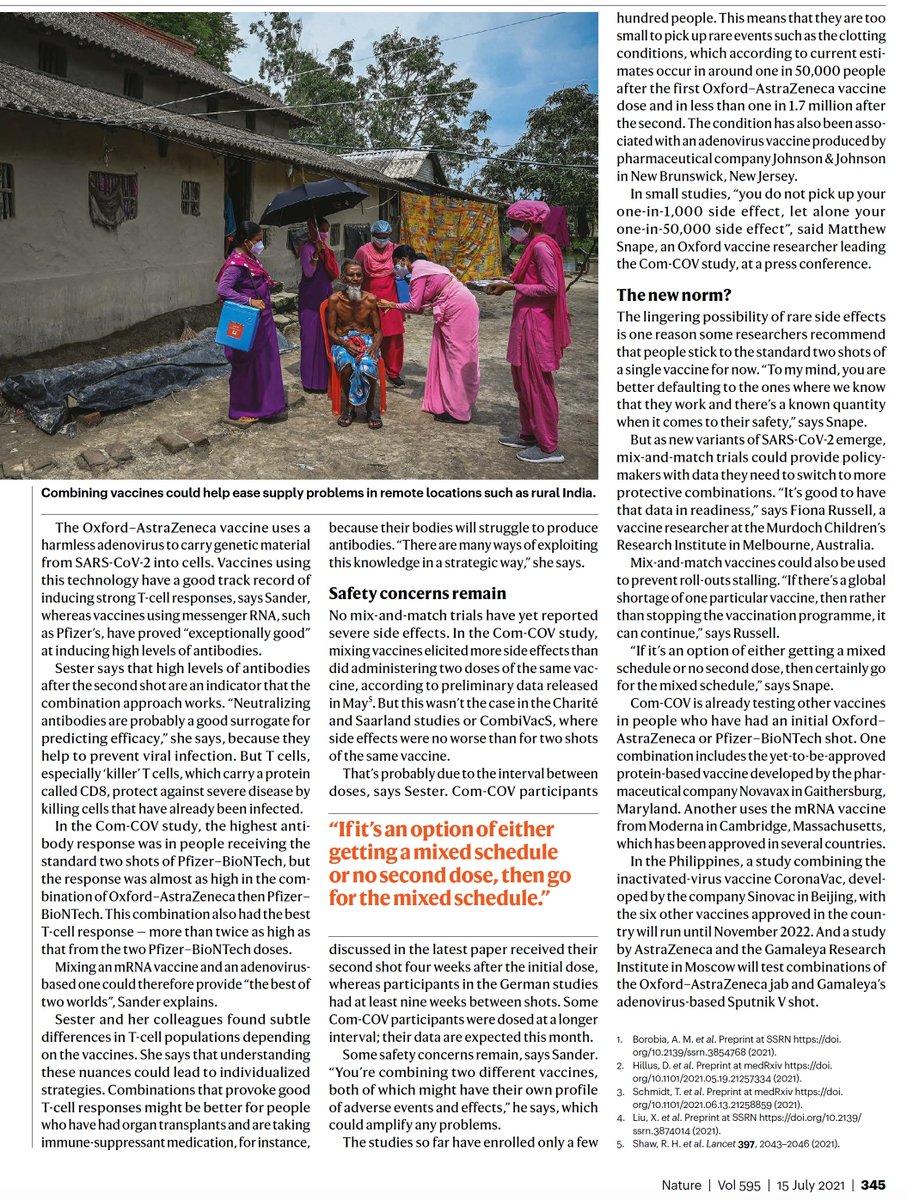 Combining vaccines could help ease supply problems in remote locations such as rural India.
The Oxford–AstraZeneca vaccine uses a
harmless adenovirus to carry genetic material
from SARS-CoV-2 into cells. Vaccines using
this technology have a good track record of
inducing strong T-cell responses, says Sander,
whereas vaccines using messenger RNA, such
as Pfizer’s, have proved “exceptionally good”
at inducing high levels of antibodies.
Sester says that high levels of antibodies
after the second shot are an indicator that the
combination approach works. “Neutralizing
antibodies are probably a good surrogate for
predicting efficacy,” she says, because they
help to prevent viral infection. But T cells,
especially ‘killer’ T cells, which carry a protein
called CD8, protect against severe disease by
killing cells that have already been infected.
In the Com-COV study, the highest anti-
body response was in people receiving the
standard two shots of Pfizer–BioNTech, but
the response was almost as high in the com-
bination of Oxford–AstraZeneca then Pfizer–
BioNTech. This combination also had the best
T-cell response — more than twice as high as
that from the two Pfizer–BioNTech doses.
Mixing an mRNA vaccine and an adenovirus-
based one could therefore provide “the best of
two worlds”, Sander explains.
Sester and her colleagues found subtle
differences in T-cell populations depending
on the vaccines. She says that understanding
these nuances could lead to individualized
strategies. Combinations that provoke good
T-cell responses might be better for people
who have had organ transplants and are taking
immune-suppressant medication, for instance,
because their bodies will struggle to produce
antibodies. “There are many ways of exploiting
this knowledge in a strategic way,” she says.
Safety concerns remain
No mix-and-match trials have yet reported
severe side effects. In the Com-COV study,
mixing vaccines elicited more side effects than
did administering two doses of the same vac-
cine, according to preliminary data released
in May5. But this wasn’t the case in the Charité
and Saarland studies or CombiVacS, where
side effects were no worse than for two shots
of the same vaccine.
That’s probably due to the interval between
doses, says Sester. Com-COV participants
“If it’s an option of either
getting a mixed schedule
or no second dose, then go
for the mixed schedule.”
discussed in the latest paper received their
second shot four weeks after the initial dose,
whereas participants in the German studies
had at least nine weeks between shots. Some
Com-COV participants were dosed at a longer
interval; their data are expected this month.
Some safety concerns remain, says Sander.
“You’re combining two different vaccines,
both of which might have their own profile
of adverse events and effects,” he says, which
could amplify any problems.
The studies so far have enrolled only a few
hundred people. This means that they are too
small to pick up rare events such as the clotting
conditions, which according to current esti-
mates occur in around one in 50,000 people
after the first Oxford–AstraZeneca vaccine
dose and in less than one in 1.7 million after
the second. The condition has also been asso-
ciated with an adenovirus vaccine produced by
pharmaceutical company Johnson & Johnson
in New Brunswick, New Jersey.
In small studies, “you do not pick up your
one-in-1,000 side effect, let alone your
one-in-50,000 side effect”, said Matthew
Snape, an Oxford vaccine researcher leading
the Com-COV study, at a press conference.
The new norm?
The lingering possibility of rare side effects
is one reason some researchers recommend
that people stick to the standard two shots of
a single vaccine for now. “To my mind, you are
better defaulting to the ones where we know
that they work and there’s a known quantity
when it comes to their safety,” says Snape.
But as new variants of SARS-CoV-2 emerge,
mix-and-match trials could provide policy-
makers with data they need to switch to more
protective combinations. “It’s good to have
that data in readiness,” says Fiona Russell, a
vaccine researcher at the Murdoch Children’s
Research Institute in Melbourne, Australia.
Mix-and-match vaccines could also be used
to prevent roll-outs stalling. “If there’s a global
shortage of one particular vaccine, then rather
than stopping the vaccination programme, it
can continue,” says Russell.
“If it’s an option of either getting a mixed
schedule or no second dose, then certainly go
for the mixed schedule,” says Snape.
Com-COV is already testing other vaccines
in people who have had an initial Oxford–
AstraZeneca or Pfizer–BioNTech shot. One
combination includes the yet-to-be-approved
protein-based vaccine developed by the phar-
maceutical company Novavax in Gaithersburg,
Maryland. Another uses the mRNA vaccine
from Moderna in Cambridge, Massachusetts,
which has been approved in several countries.
In the Philippines, a study combining the
inactivated-virus vaccine CoronaVac, devel-
oped by the company Sinovac in Beijing, with
the six other vaccines approved in the coun-
try will run until November 2022. And a study
by AstraZeneca and the Gamaleya Research
Institute in Moscow will test combinations of
the Oxford–AstraZeneca jab and Gamaleya’s
adenovirus-based Sputnik V shot.
1. Borobia, A. M. et al. Preprint at SSRN https://doi.
org/10.2139/ssrn.3854768 (2021).
2. Hillus, D. et al. Preprint at medRxiv https://doi.
org/10.1101/2021.05.19.21257334 (2021).
3. Schmidt, T. et al. Preprint at medRxiv https://doi.
org/10.1101/2021.06.13.21258859 (2021).
4. Liu, X. et al. Preprint at SSRN https://doi.org/10.2139/
ssrn.3874014 (2021).
5. Shaw, R. H. et al. Lancet 397, 2043–2046 (2021).
Nature | Vol 595 | 15 July 2021 | 345